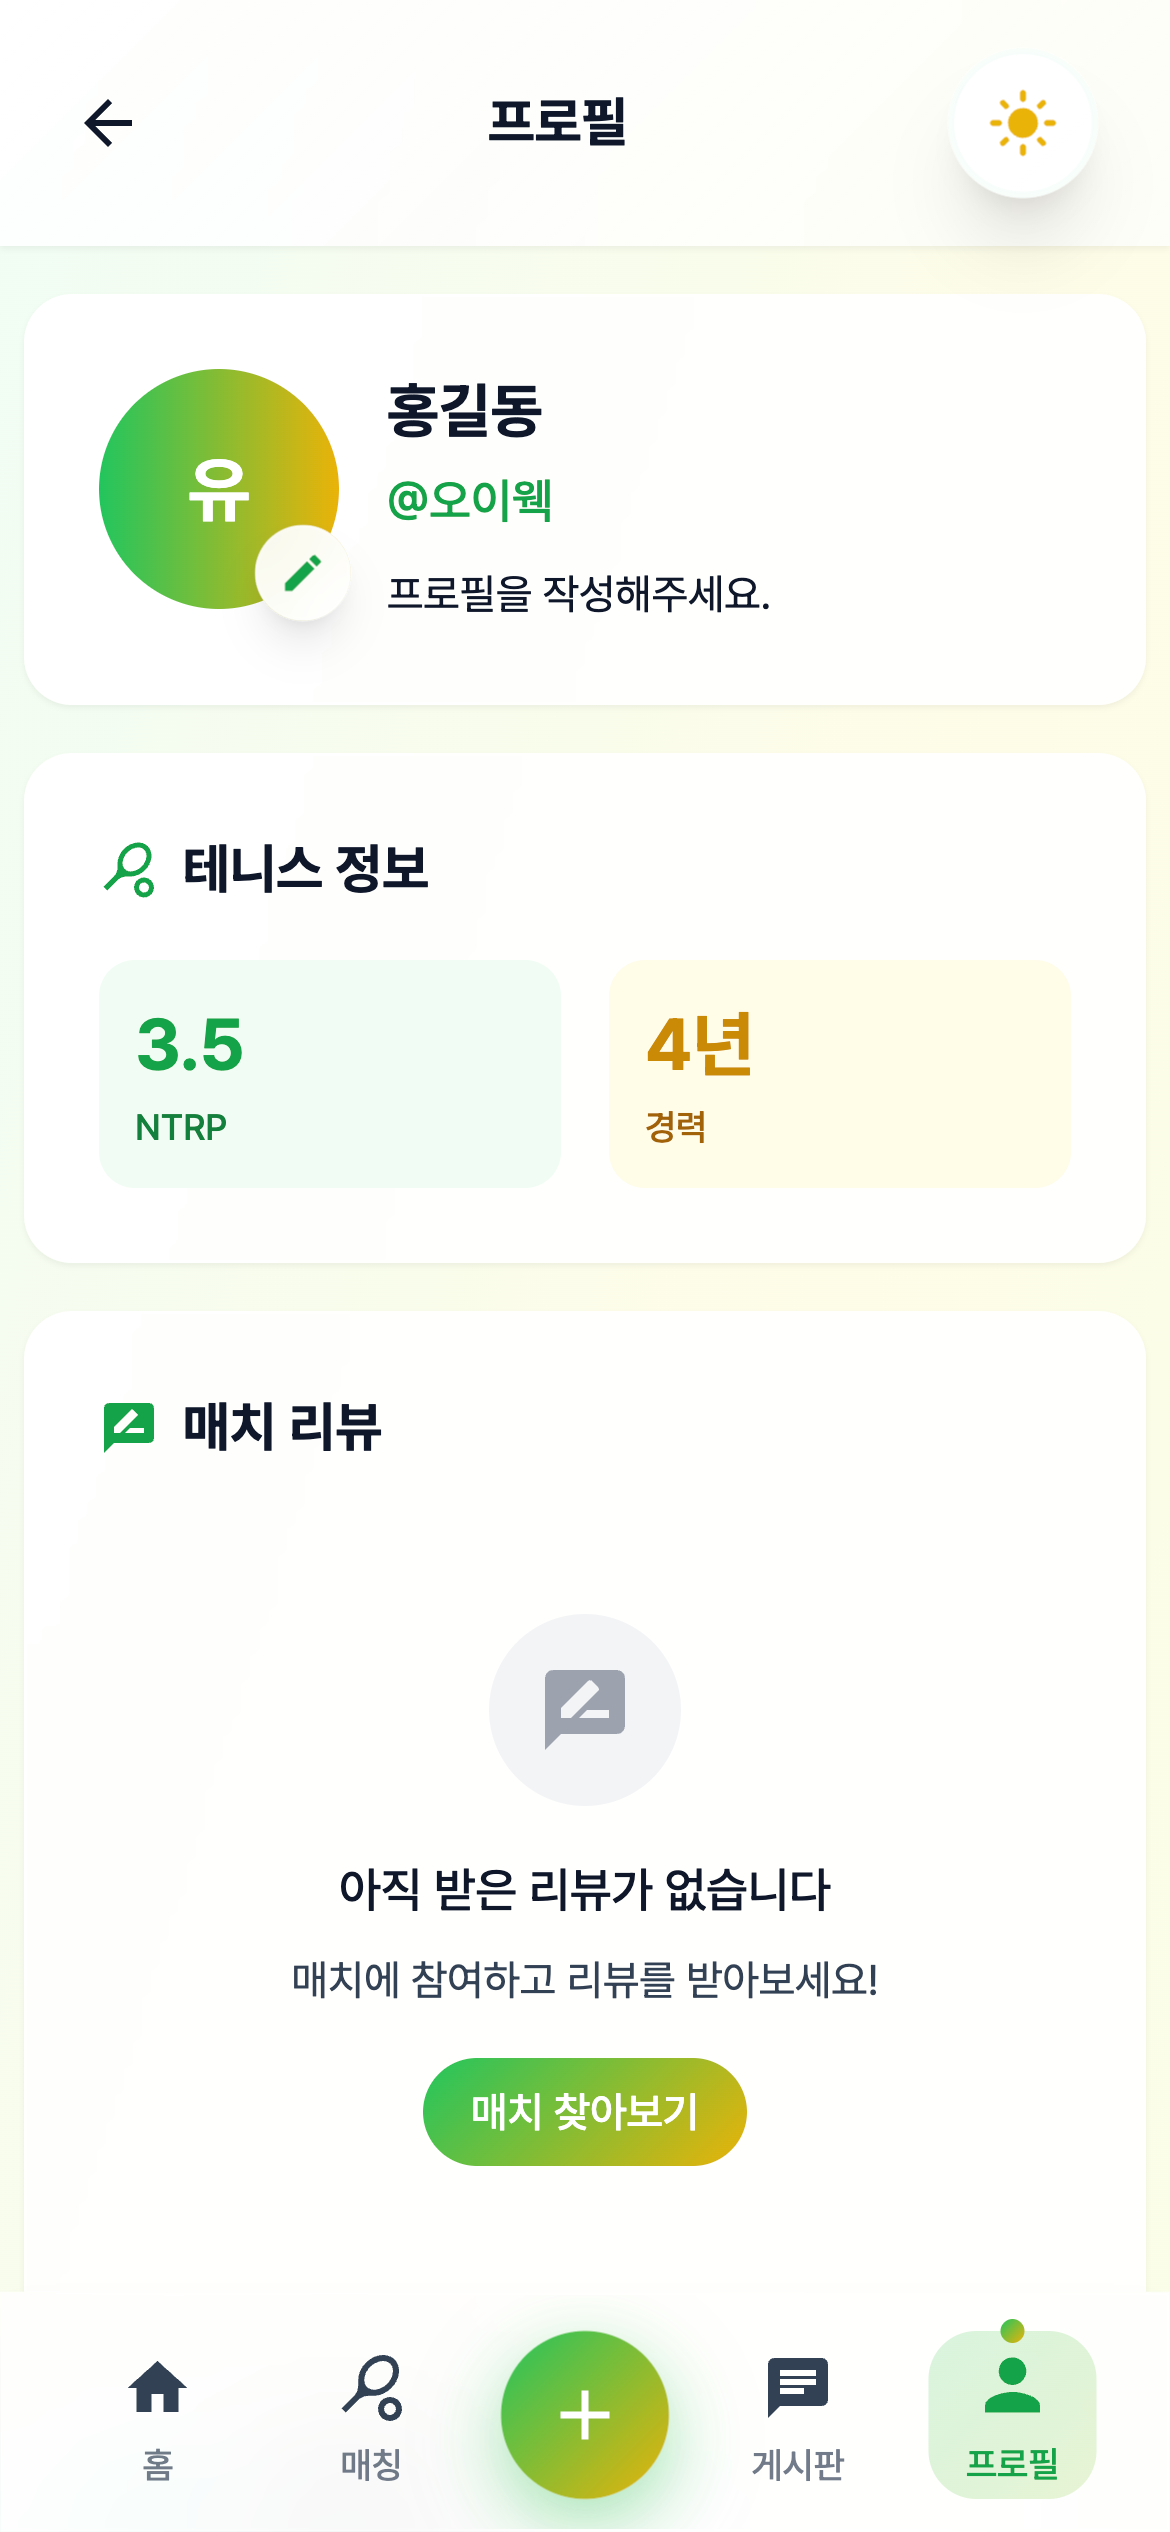 프로필
유
홍길동
@오이웩
프로필을 작성해주세요.
테니스 정보
3.5
NTRP
4년
경력
매치 리뷰
아직 받은 리뷰가 없습니다
매치에 참여하고 리뷰를 받아보세요!
매치 찾아보기
홈
매칭
게시판
프로필